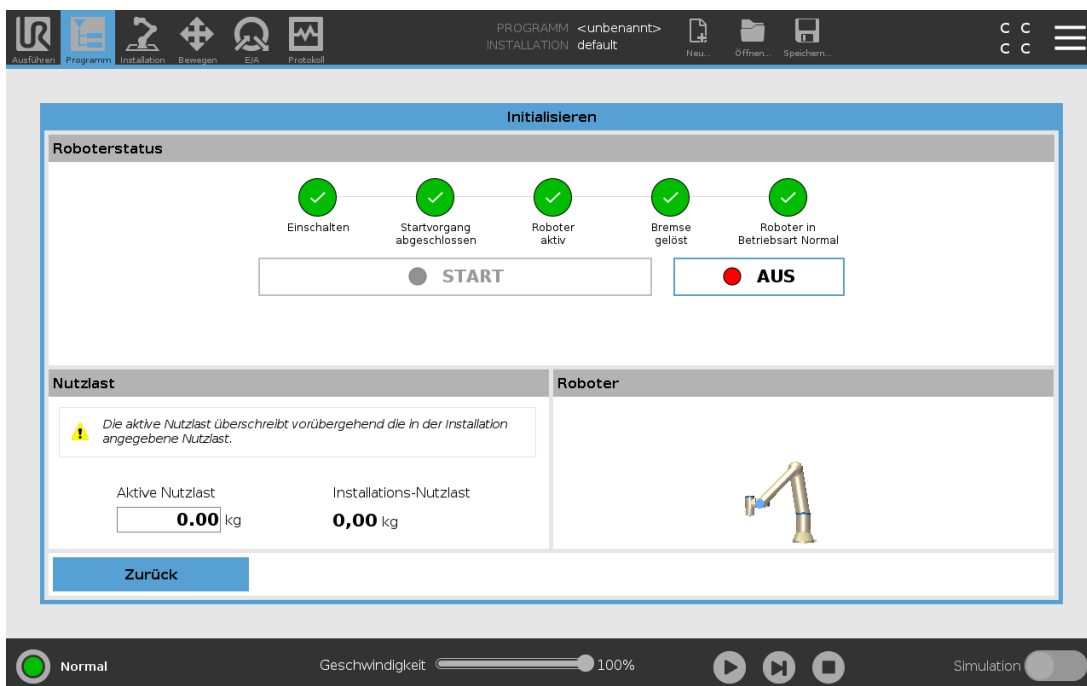 UR
PROGRAMM <unbenannt>
INSTALLATION default
C C
C C
Ausführen Programm Installation Bewegen E/A Protokoll
Neu... Öffnen... Speichern...
Initialisieren
Roboterstatus
Einschalten
Startvorgang
abgeschlossen
Roboter
aktiv
Bremse
gelöst
Roboter in
Betriebsart Normal
START
AUS
Nutzlast
Die aktive Nutzlast überschreibt vorübergehend die in der Installation
angegebene Nutzlast.
Aktive Nutzlast
0.00 kg
Installations-Nutzlast
0,00 kg
Roboter
Zurück
Normal
Geschwindigkeit 100%
Simulation